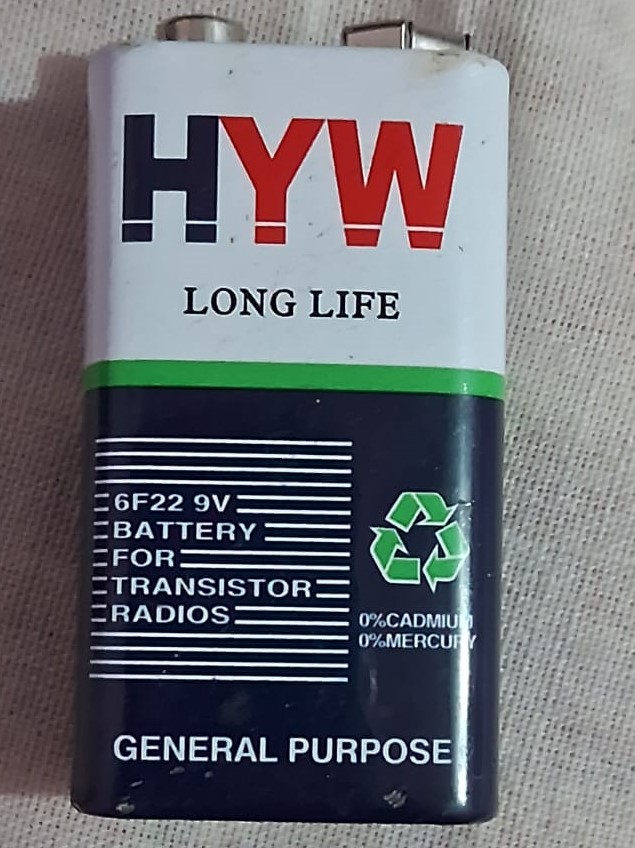 HYW
LONG LIFE
6F22 9V
BATTERY
FOR
TRANSISTOR
RADIOS
0%CADMIUM
0%MERCURY
GENERAL PURPOSE